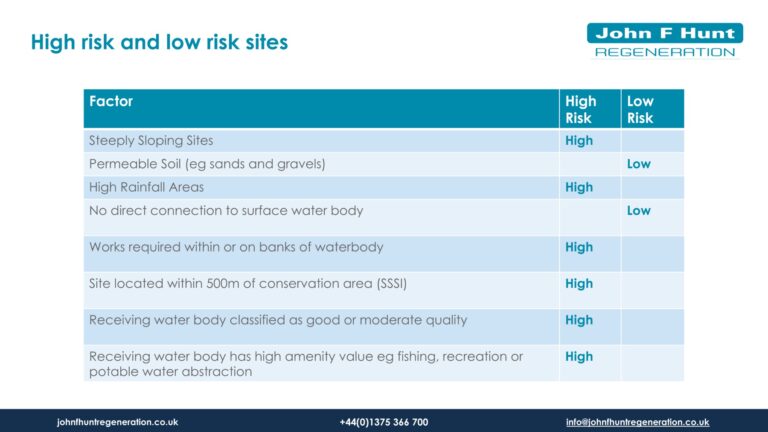 High risk and low risk sites
John F Hunt
REGENERATION
Factor
High
Risk
Low
Risk
Steeply Sloping Sites
High
Permeable Soil (eg sands and gravels)
Low
High Rainfall Areas
High
No direct connection to surface water body
Low
Works required within or on banks of waterbody
High
Site located within 500m of conservation area (SSSI)
High
Receiving water body classified as good or moderate quality
High
Receiving water body has high amenity value eg fishing, recreation or
potable water abstraction
High
johnfhuntregeneration.co.uk
+44(0)1375 366 700
info@johnfhuntregeneration.co.uk